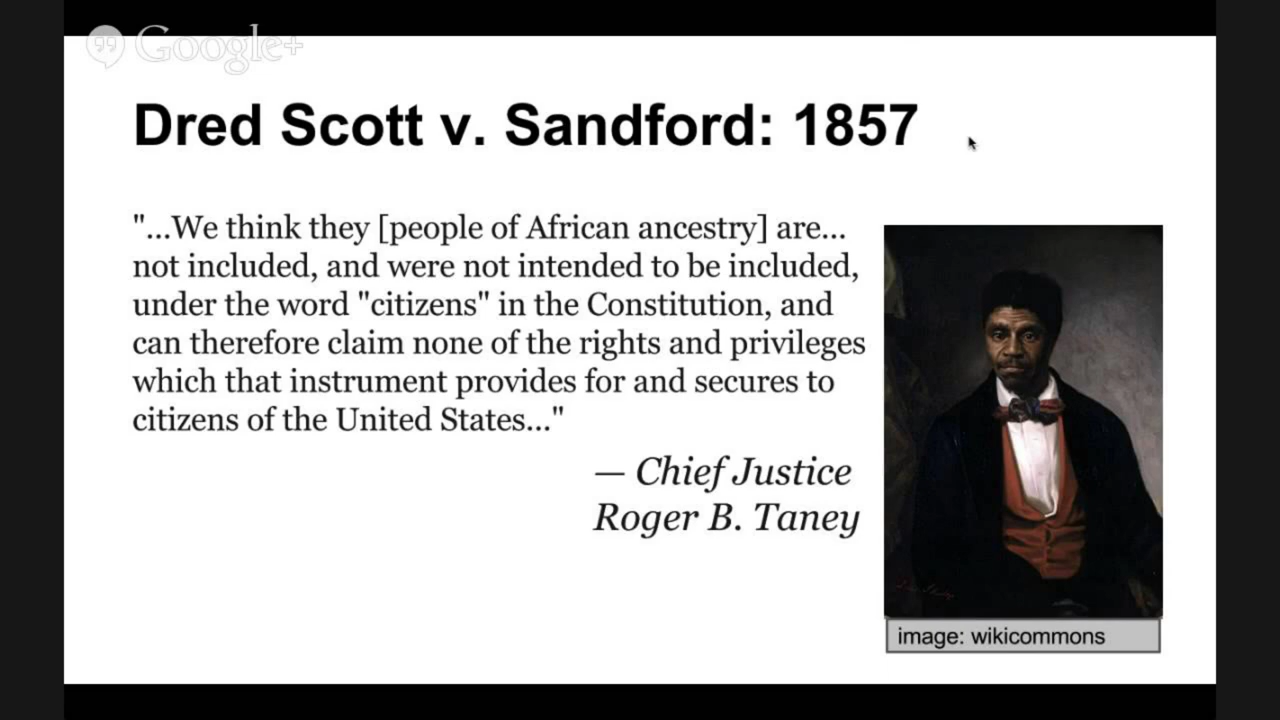 Google+
Dred Scott v. Sandford: 1857
"...We think they [people of African ancestry] are...
not included, and were not intended to be included,
under the word "citizens" in the Constitution, and
can therefore claim none of the rights and privileges
which that instrument provides for and secures to
citizens of the United States..."
— Chief Justice
Roger B. Taney
image: wikicommons